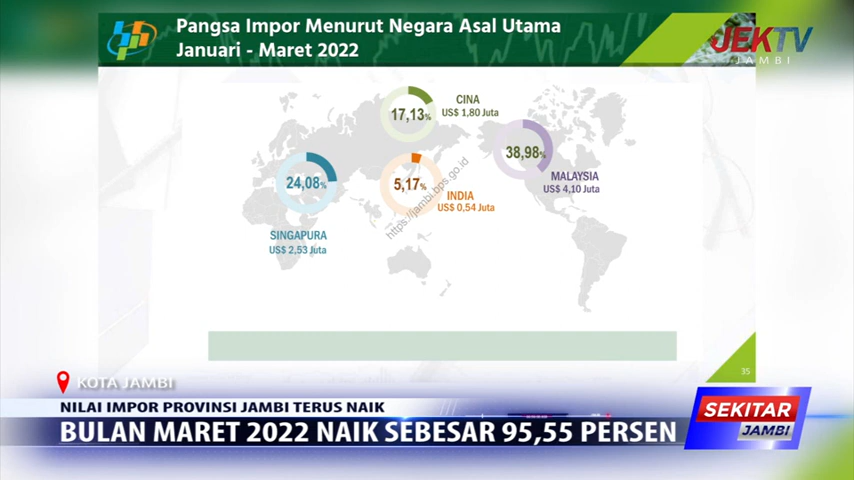 Pangsa Impor Menurut Negara Asal Utama
Januari - Maret 2022
JEKTV
JAMBI
17,13%
CINA
US$ 1,80 Juta
38,98%
MALAYSIA
US$ 4,10 Juta
24,08%
SINGAPURA
US$ 2,53 Juta
5,17%
INDIA
US$ 0,54 Juta
https://jambi.bps.go.id
35
KOTA JAMBI
NILAI IMPOR PROVINSI JAMBI TERUS NAIK
BULAN MARET 2022 NAIK SEBESAR 95,55 PERSEN
SEKITAR
JAMBI